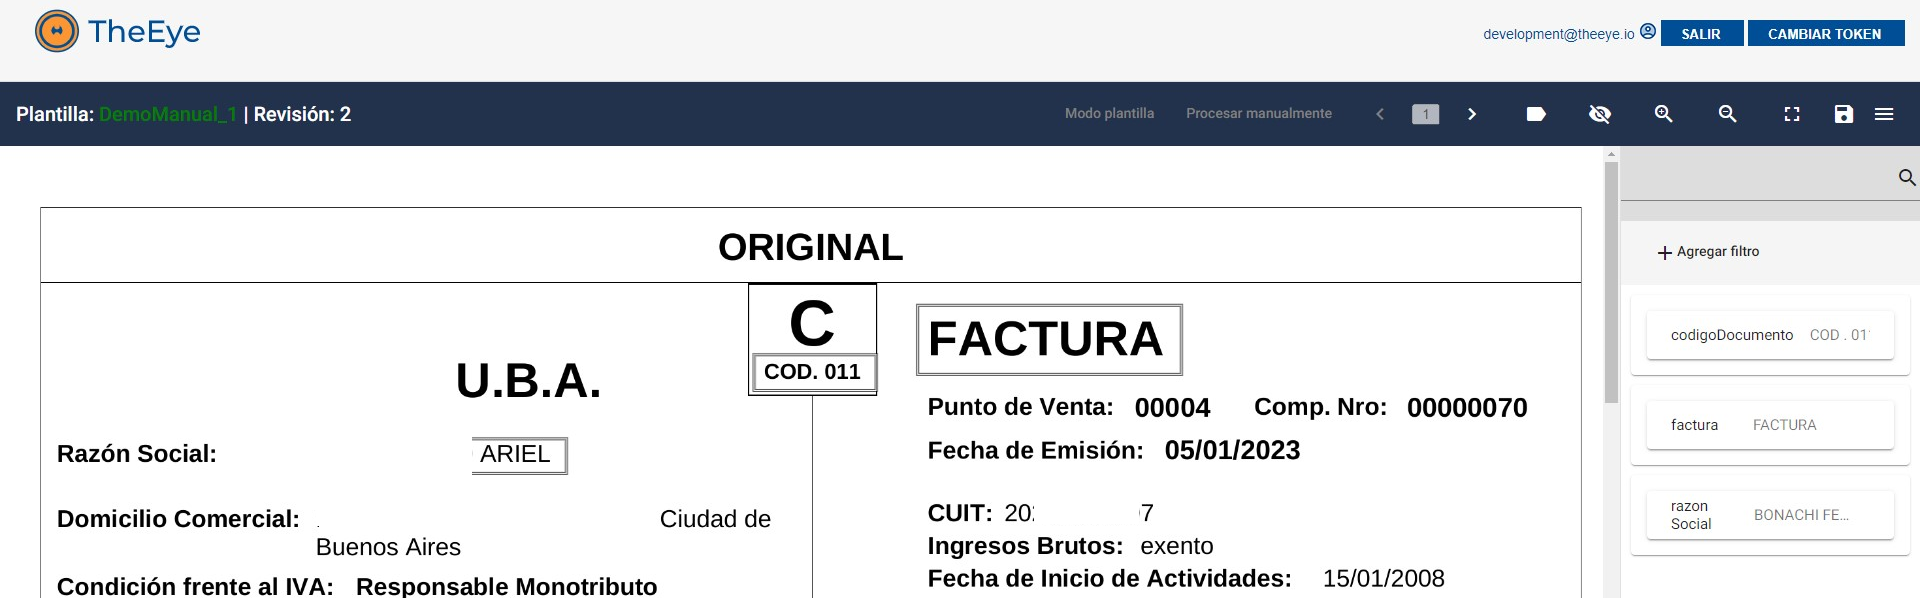 TheEye
development@theeye.io SALIR CAMBIAR TOKEN
Plantilla: DemoManual_1 | Revisión: 2 Modo plantilla Procesar manualmente 1
ORIGINAL
Agregar filtro
C FACTURA
COD. 011
U.B.A.
Punto de Venta: 00004 Comp. Nro: 00000070
Razón Social: ARIEL
Fecha de Emisión: 05/01/2023
Domicilio Comercial: Ciudad de
Buenos Aires
CUIT: 20 7
Ingresos Brutos: exento
Condición frente al IVA: Responsable Monotributo
Fecha de Inicio de Actividades: 15/01/2008
codigoDocumento COD . 01
factura FACTURA
razon
Social BONACHI FE...